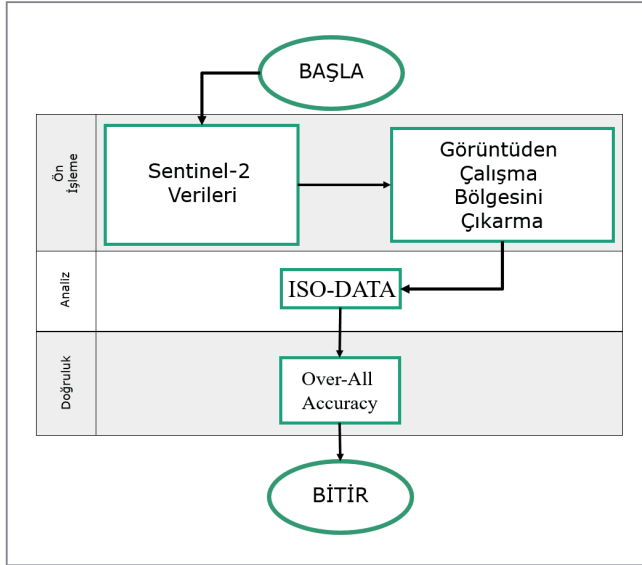 BAŞLA
Ön
İşleme
Sentinel-2
Verileri
Görüntüden
Çalışma
Bölgesini
Çıkarma
Analiz
ISO-DATA
Doğruluk
Over-All
Accuracy
BİTİR